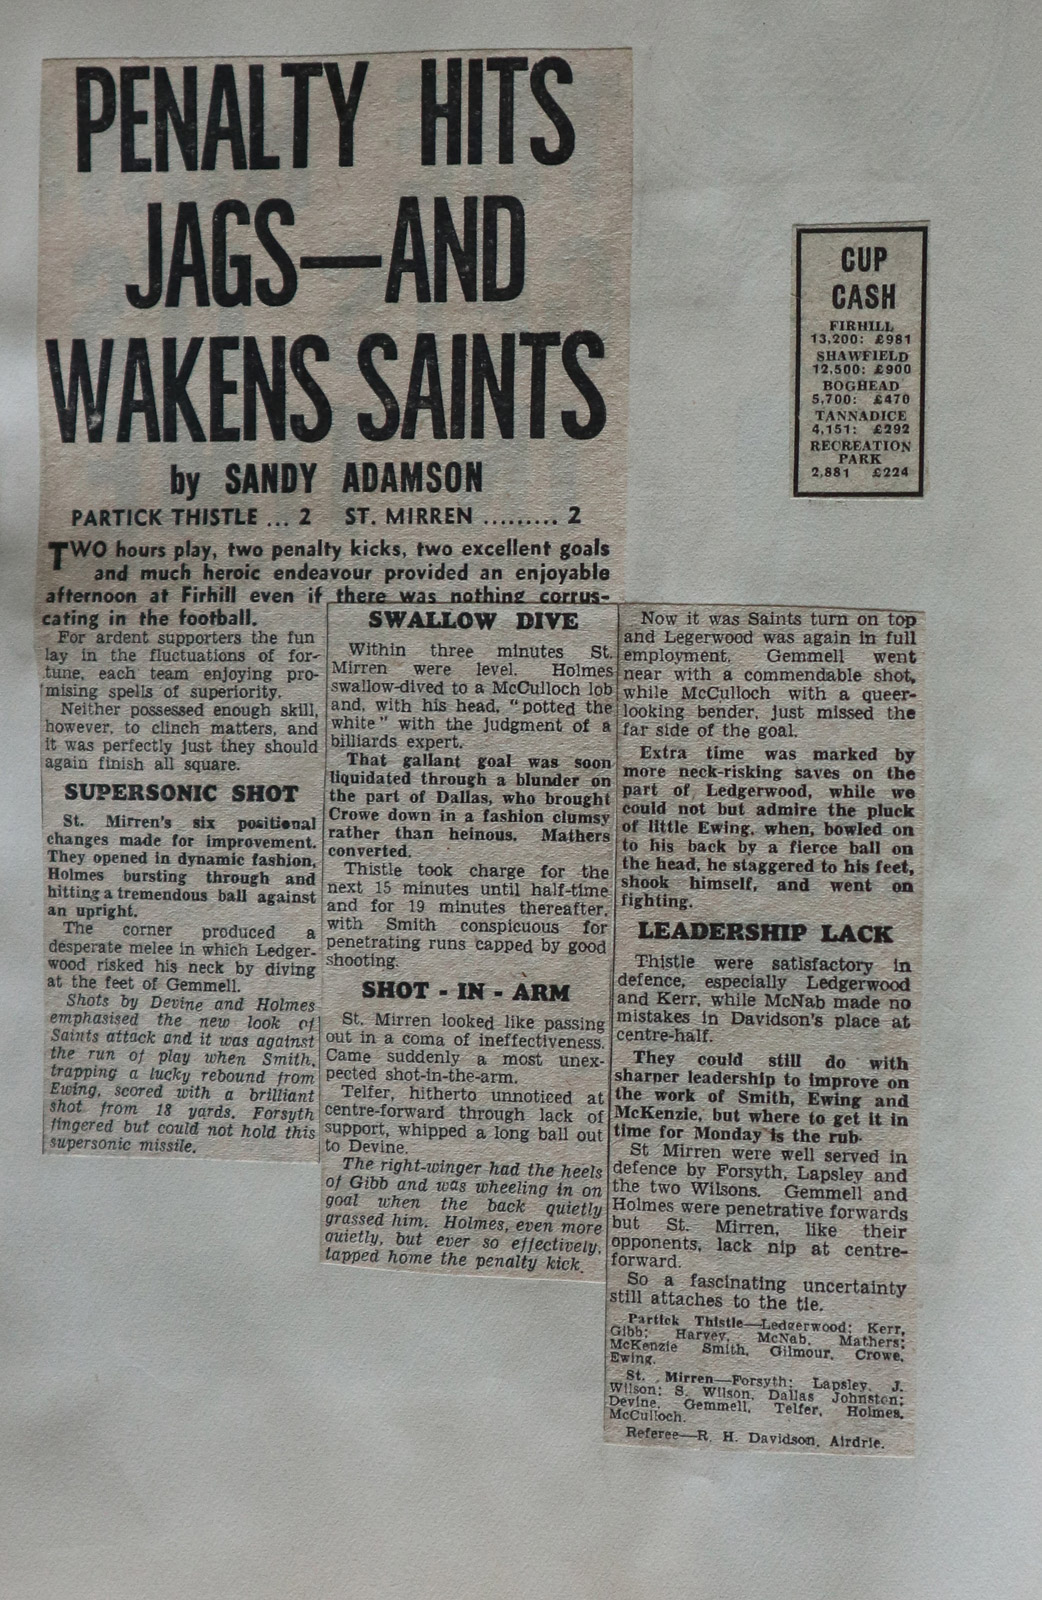 PENALTY HITS
JAGS—AND
WAKENS SAINTS
by SANDY ADAMSON
PARTICK THISTLE ... 2 ST. MIRREN ......... 2
TWO hours play, two penalty kicks, two excellent goals
and much heroic endeavour provided an enjoyable
afternoon at Firhill even if there was nothing corrus-
cating in the football.
For ardent supporters the fun
lay in the fluctuations of for-
tune, each team enjoying pro-
mising spells of superiority.
Neither possessed enough skill,
however, to clinch matters, and
it was perfectly just they should
again finish all square.
SUPERSONIC SHOT
St. Mirren's six positional
changes made for improvement.
They opened in dynamic fashion,
Holmes bursting through and
hitting a tremendous ball against
an upright.
The corner produced a
desperate melee in which Ledger-
wood risked his neck by diving
at the feet of Gemmell.
Shots by Devine and Holmes
emphasised the new look of
Saints attack and it was against
the run of play when Smith,
trapping a lucky rebound from
Ewing, scored with a brilliant
shot from 18 yards. Forsyth
fingered but could not hold this
supersonic missile.
SWALLOW DIVE
Within three minutes St.
Mirren were level. Holmes
swallow-dived to a McCulloch lob
and, with his head, "potted the
white" with the judgment of a
billiards expert.
That gallant goal was soon
liquidated through a blunder on
the part of Dallas, who brought
Crowe down in a fashion clumsy
rather than heinous. Mathers
converted.
Thistle took charge for the
next 15 minutes until half-time
and for 19 minutes thereafter,
with Smith conspicuous for
penetrating runs capped by good
shooting.
SHOT - IN - ARM
St. Mirren looked like passing
out in a coma of ineffectiveness.
Came suddenly a most unex-
pected shot-in-the-arm.
Telfer, hitherto unnoticed at
centre-forward through lack of
support, whipped a long ball out
to Devine.
The right-winger had the heels
of Gibb and was wheeling in on
goal when the back quietly
grassed him. Holmes, even more
quietly, but ever so effectively,
tapped home the penalty kick.
Now it was Saints turn on top
and Legerwood was again in full
employment. Gemmell went
near with a commendable shot,
while McCulloch with a queer-
looking bender, just missed the
far side of the goal.
Extra time was marked by
more neck-risking saves on the
part of Ledgerwood, while we
could not but admire the pluck
of little Ewing, when, bowled on
to his back by a fierce ball on
the head, he staggered to his feet,
shook himself, and went on
fighting.
LEADERSHIP LACK
Thistle were satisfactory in
defence, especially Ledgerwood
and Kerr, while McNab made no
mistakes in Davidson's place at
centre-half.
They could still do with
sharper leadership to improve on
the work of Smith, Ewing and
McKenzie, but where to get it in
time for Monday is the rub.
St Mirren were well served in
defence by Forsyth, Lapsley and
the two Wilsons. Gemmell and
Holmes were penetrative forwards
but St. Mirren, like their
opponents, lack nip at centre-
forward.
So a fascinating uncertainty
still attaches to the tie.
Partick Thistle—Ledgerwood; Kerr,
Gibb; Harvey, McNab, Mathers;
McKenzie Smith, Gilmour, Crowe,
Ewing.
St. Mirren—Forsyth; Lapsley, J.
Wilson; S. Wilson, Dallas Johnston;
Devine, Gemmell, Telfer, Holmes,
McCulloch.
Referee—R. H. Davidson, Airdrie.
CUP
CASH
FIRHILL
13,200: £981
SHAWFIELD
12,500: £900
BOGHEAD
5,700: £470
TANNADICE
4,151: £292
RECREATION
PARK
2,881 £224